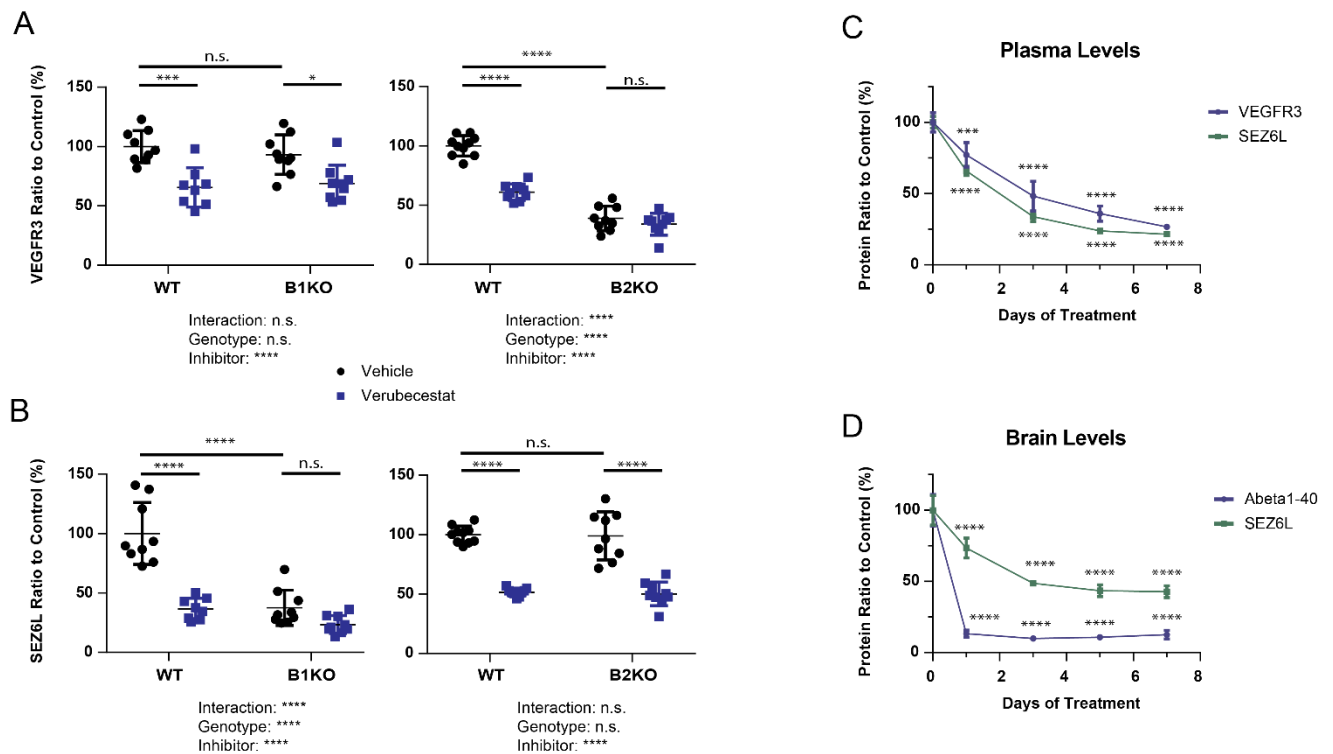 A
VEGFR3 Ratio to Control (%)
150
100
50
0
n.s.
***
*
WT
B1KO
Interaction: n.s.
Genotype: n.s.
Inhibitor: ****
150
100
50
0
****
****
n.s.
WT
B2KO
Interaction: ****
Genotype: ****
Inhibitor: ****
Vehicle
Verubecestat
B
SEZ6L Ratio to Control (%)
150
100
50
0
****
****
n.s.
WT
B1KO
Interaction: ****
Genotype: ****
Inhibitor: ****
150
100
50
0
n.s.
****
****
WT
B2KO
Interaction: n.s.
Genotype: n.s.
Inhibitor: ****
C
Plasma Levels
Protein Ratio to Control (%)
100
50
0
VEGFR3
SEZ6L
***
****
****
****
****
****
****
****
0 2 4 6 8
Days of Treatment
D
Brain Levels
Protein Ratio to Control (%)
100
50
0
Abeta1-40
SEZ6L
****
****
****
****
****
****
****
****
0 2 4 6 8
Days of Treatment